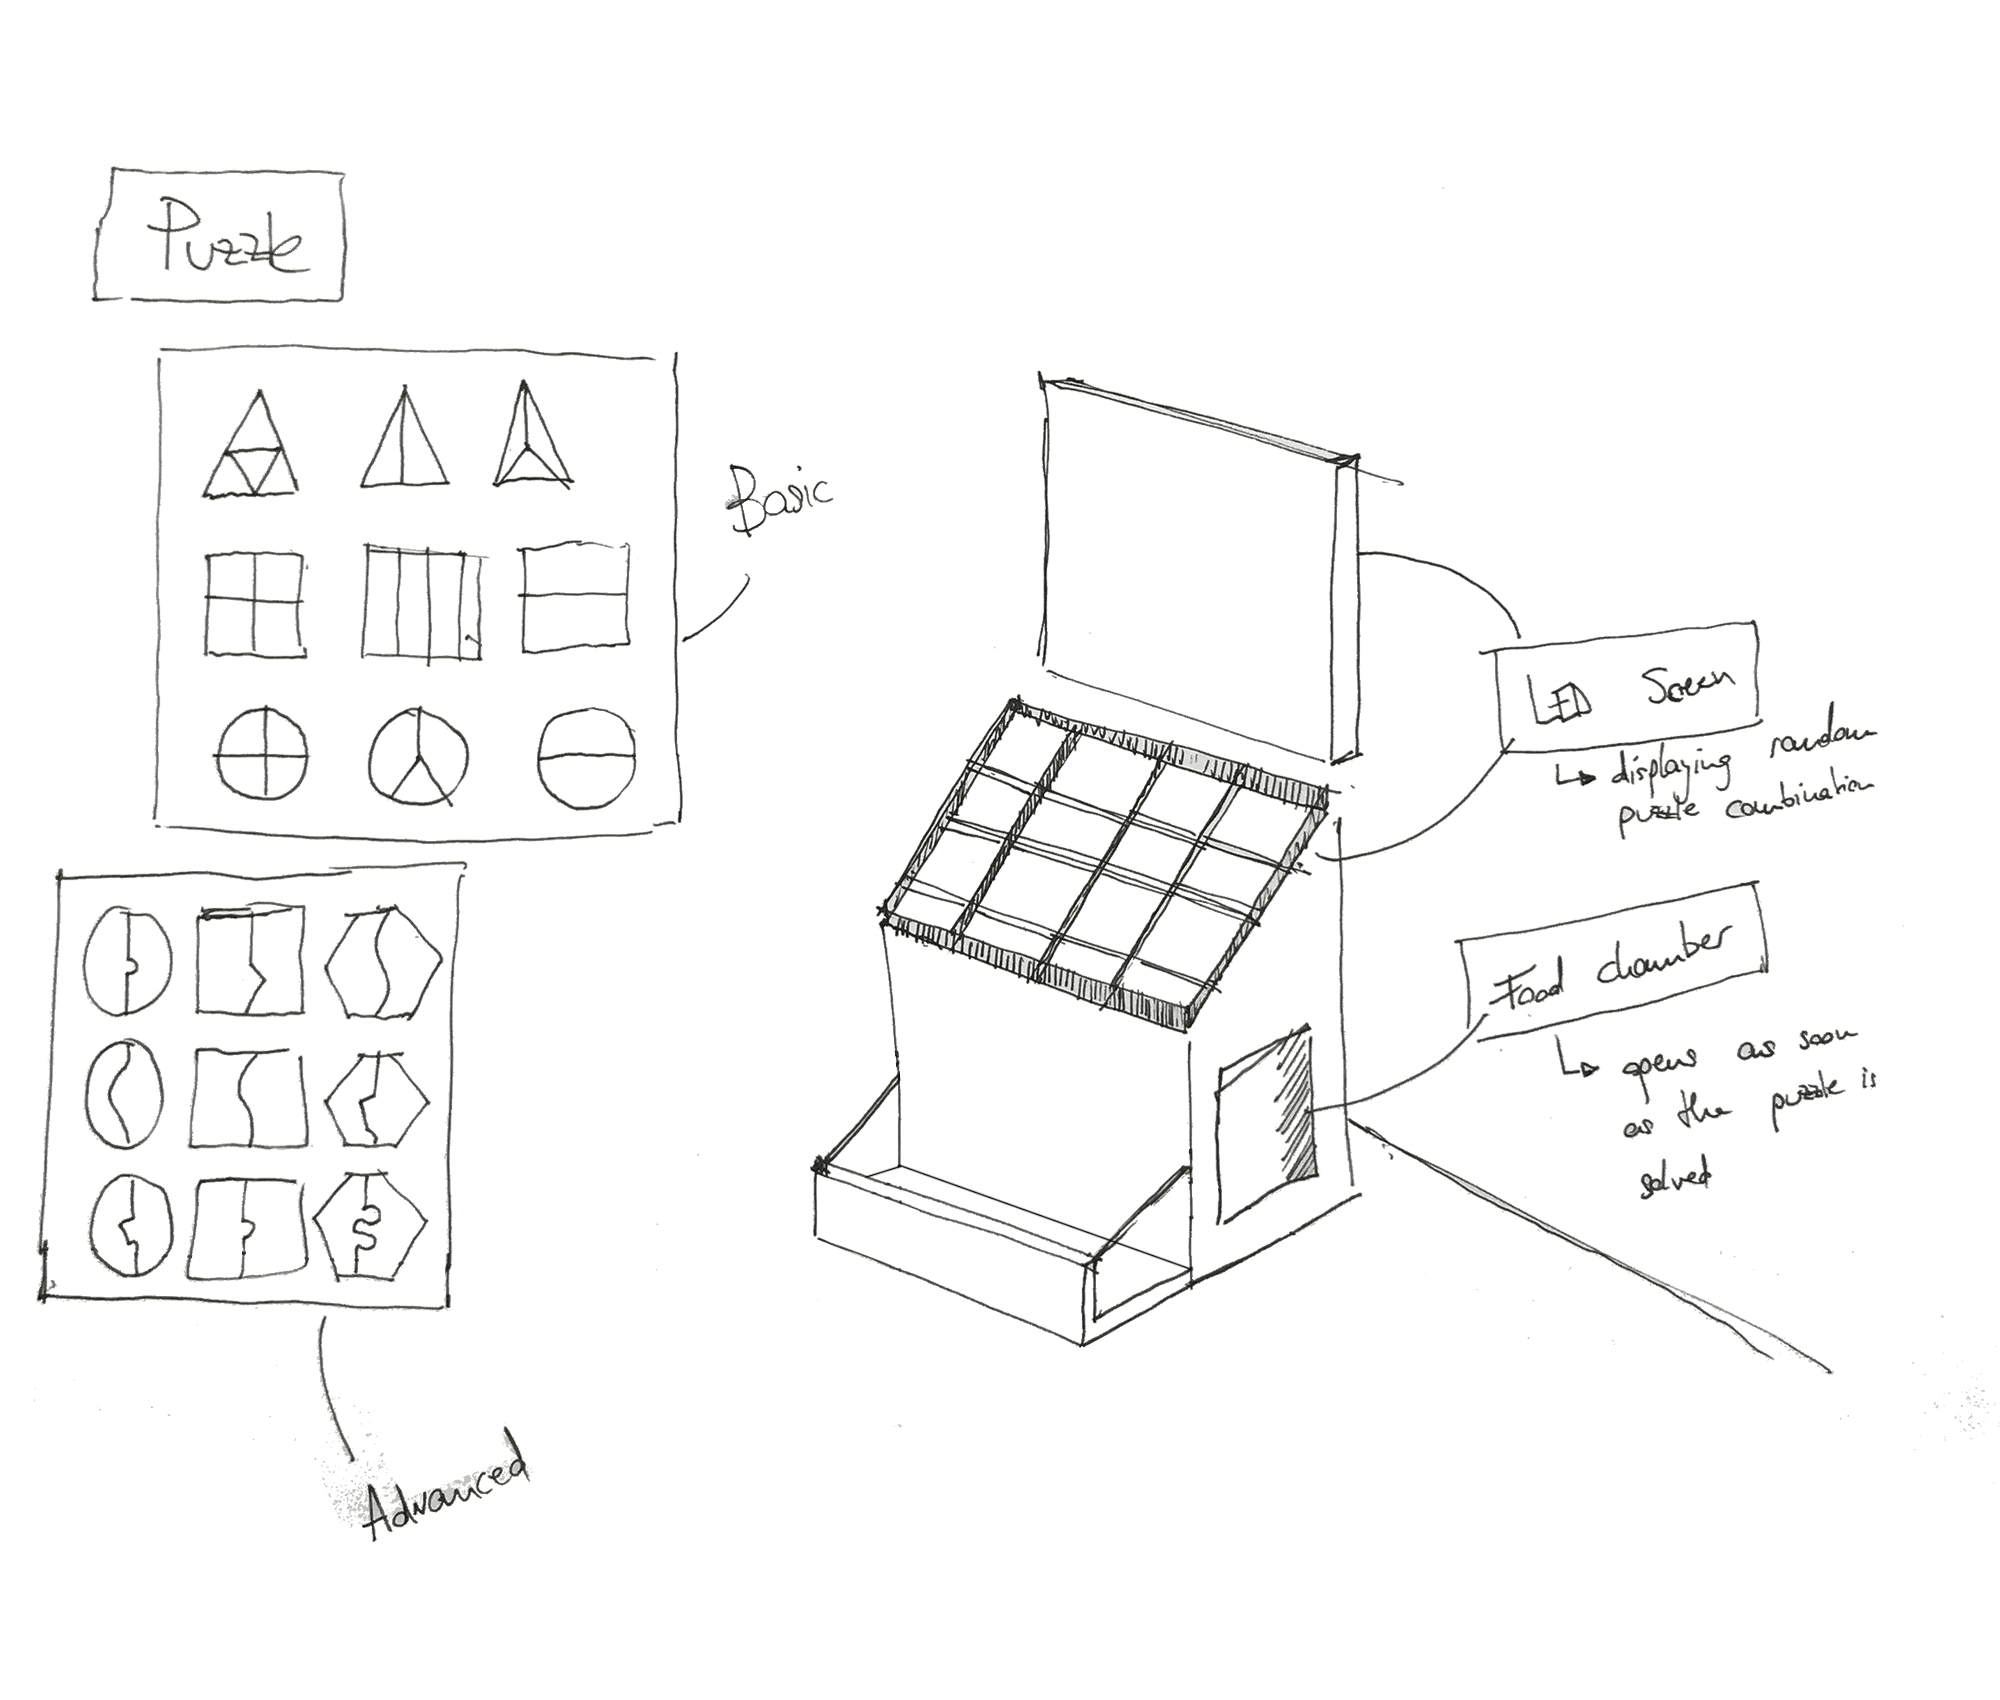 Puzzle
Basic
LED Screen
displaying random
puzzle combination
Food chamber
opens as soon
as the puzzle is
solved
Advanced